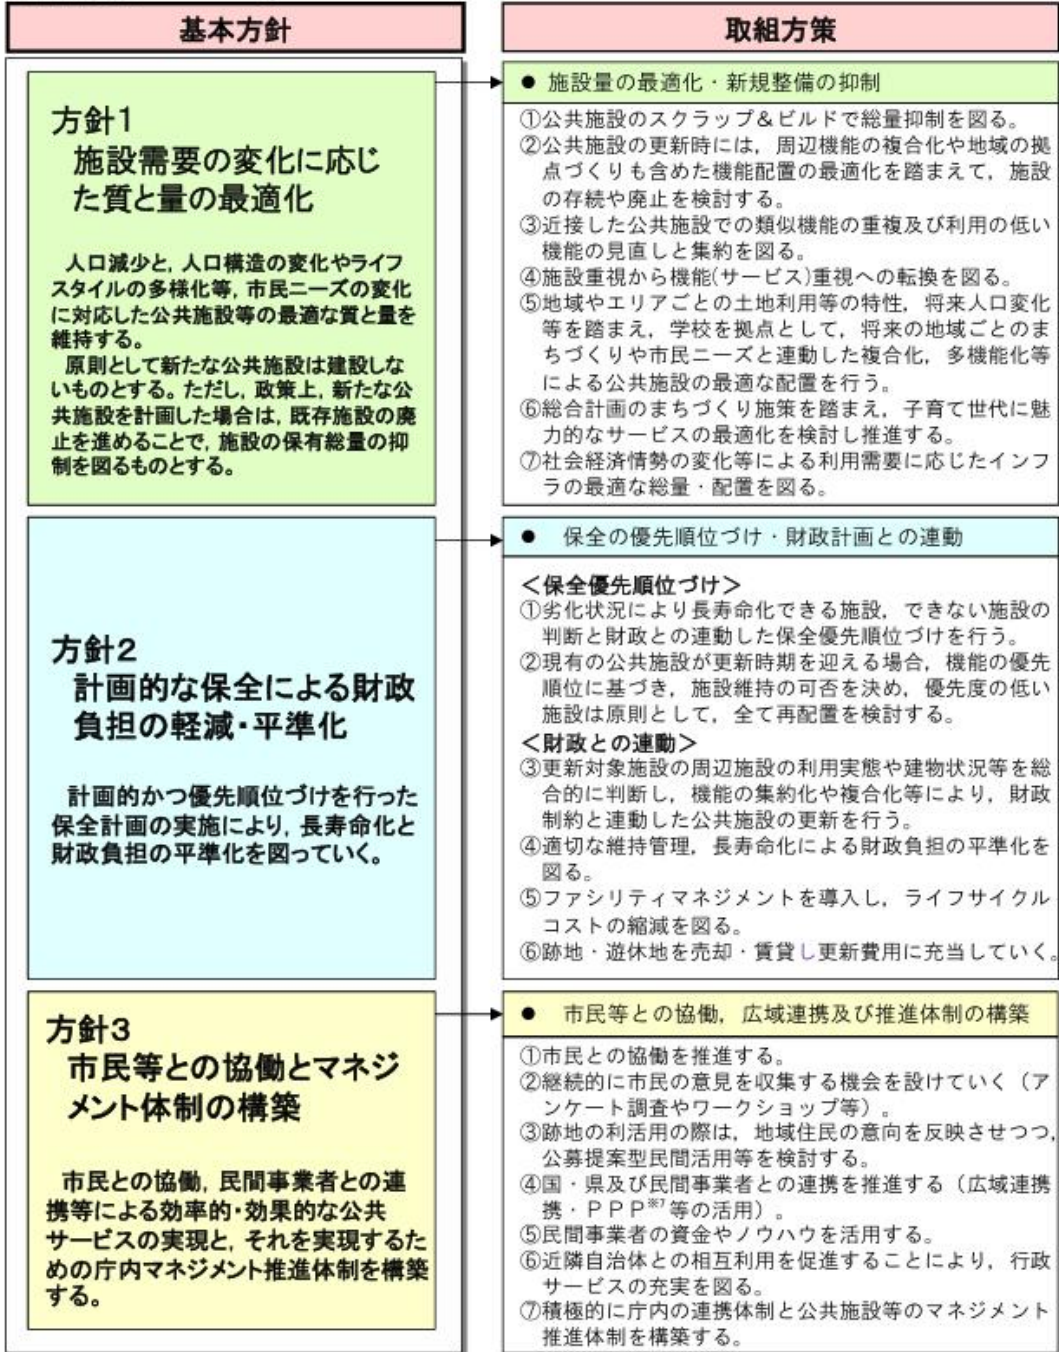 基本方針
方針1
施設需要の変化に応じ
た質と量の最適化
人口減少と，人口構造の変化やライフ
スタイルの多様化等，市民ニーズの変化
に対応した公共施設等の最適な質と量を
維持する。
原則として新たな公共施設は建設しな
いものとする。ただし，政策上，新たな公
共施設を計画した場合は，既存施設の廃
止を進めることで，施設の保有総量の抑
制を図るものとする。
取組方策
● 施設量の最適化・新規整備の抑制
①公共施設のスクラップ＆ビルドで総量抑制を図る。
②公共施設の更新時には，周辺機能の複合化や地域の拠
点づくりも含めた機能配置の最適化を踏まえて，施設
の存続や廃止を検討する。
③近接した公共施設での類似機能の重複及び利用の低い
機能の見直しと集約を図る。
④施設重視から機能(サービス)重視への転換を図る。
⑤地域やエリアごとの土地利用等の特性，将来人口変化
等を踏まえ，学校を拠点として，将来の地域ごとのま
ちづくりや市民ニーズと連動した複合化，多機能化等
による公共施設の最適な配置を行う。
⑥総合計画のまちづくり施策を踏まえ，子育て世代に魅
力的なサービスの最適化を検討し推進する。
⑦社会経済情勢の変化等による利用需要に応じたインフ
ラの最適な総量・配置を図る。
方針2
計画的な保全による財政
負担の軽減・平準化
計画的かつ優先順位づけを行った
保全計画の実施により，長寿命化と
財政負担の平準化を図っていく。
● 保全の優先順位づけ・財政計画との連動
＜保全優先順位づけ＞
①劣化状況により長寿命化できる施設，できない施設の
判断と財政との連動した保全優先順位づけを行う。
②現有の公共施設が更新時期を迎える場合，機能の優先
順位に基づき，施設維持の可否を決め，優先度の低い
施設は原則として，全て再配置を検討する。
＜財政との連動＞
③更新対象施設の周辺施設の利用実態や建物状況等を総
合的に判断し，機能の集約化や複合化等により，財政
制約と連動した公共施設の更新を行う。
④適切な維持管理，長寿命化による財政負担の平準化を
図る。
⑤ファシリティマネジメントを導入し，ライフサイクル
コストの縮減を図る。
⑥跡地・遊休地を売却・賃貸し更新費用に充当していく。
方針3
市民等との協働とマネジ
メント体制の構築
市民との協働，民間事業者との連
携等による効率的・効果的な公共
サービスの実現と，それを実現するた
めの庁内マネジメント推進体制を構築
する。
● 市民等との協働，広域連携及び推進体制の構築
①市民との協働を推進する。
②継続的に市民の意見を収集する機会を設けていく（ア
ンケート調査やワークショップ等）。
③跡地の利活用の際は，地域住民の意向を反映させつつ，
公募提案型民間活用等を検討する。
④国・県及び民間事業者との連携を推進する（広域連携
携・ＰＰＰ※7等の活用）。
⑤民間事業者の資金やノウハウを活用する。
⑥近隣自治体との相互利用を促進することにより，行政
サービスの充実を図る。
⑦積極的に庁内の連携体制と公共施設等のマネジメント
推進体制を構築する。